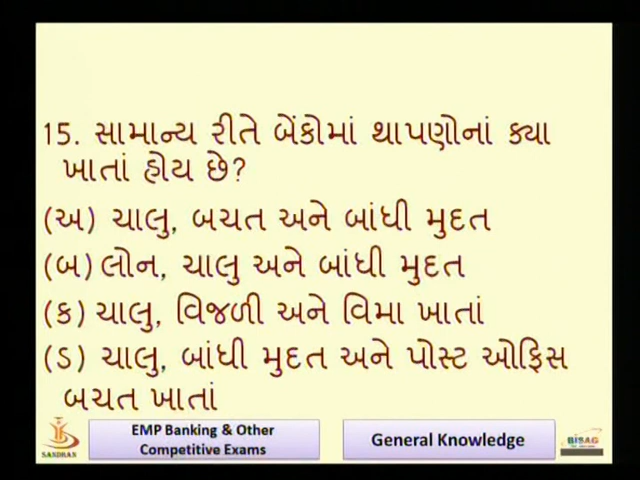 15. સામાન્ય રીતે બેંકોમાં થાપણોનાં ક્યા
ખાતાં હોય છે?
(અ) ચાલુ, બચત અને બાંધી મુદત
(બ) લોન, ચાલુ અને બાંધી મુદત
(ક) ચાલુ, વિજળી અને વિમા ખાતાં
(ડ) ચાલુ, બાંધી મુદત અને પોસ્ટ ઓફિસ
બચત ખાતાં
SANDHAN
EMP Banking & Other
Competitive Exams
General Knowledge
BISAG